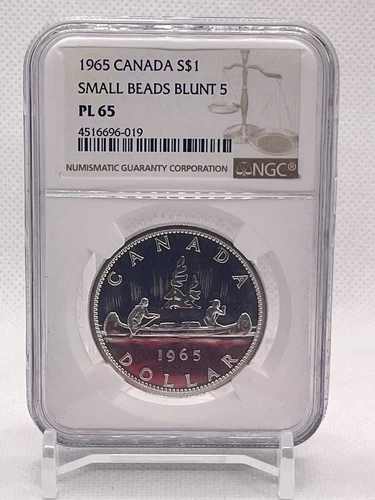 1965 CANADA S$1
SMALL BEADS BLUNT 5
PL 65
4516696-019
NUMISMATIC GUARANTY CORPORATION
NGC®
CANADA
1965
DOLLAR